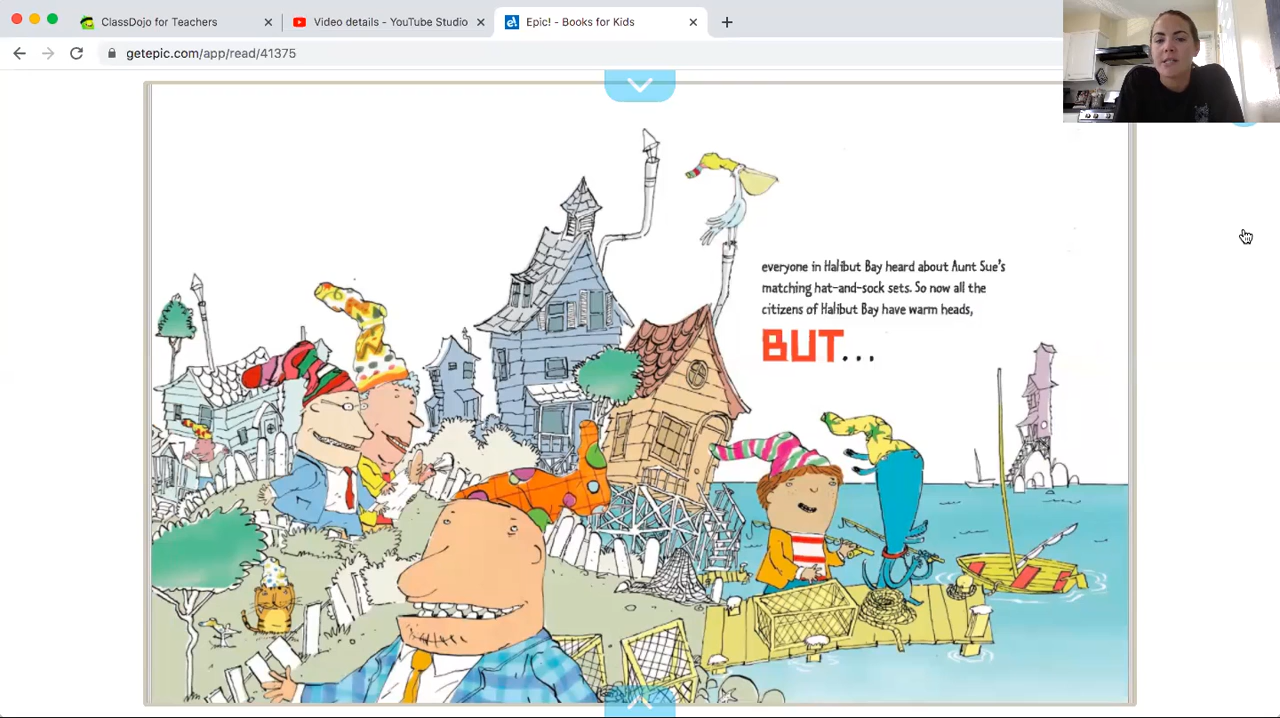 ClassDojo for Teachers
Video details - YouTube Studio
Epic! - Books for Kids
getepic.com/app/read/41375
everyone in Halibut Bay heard about Aunt Sue's
matching hat-and-sock sets. So now all the
citizens of Halibut Bay have warm heads,
BUT...